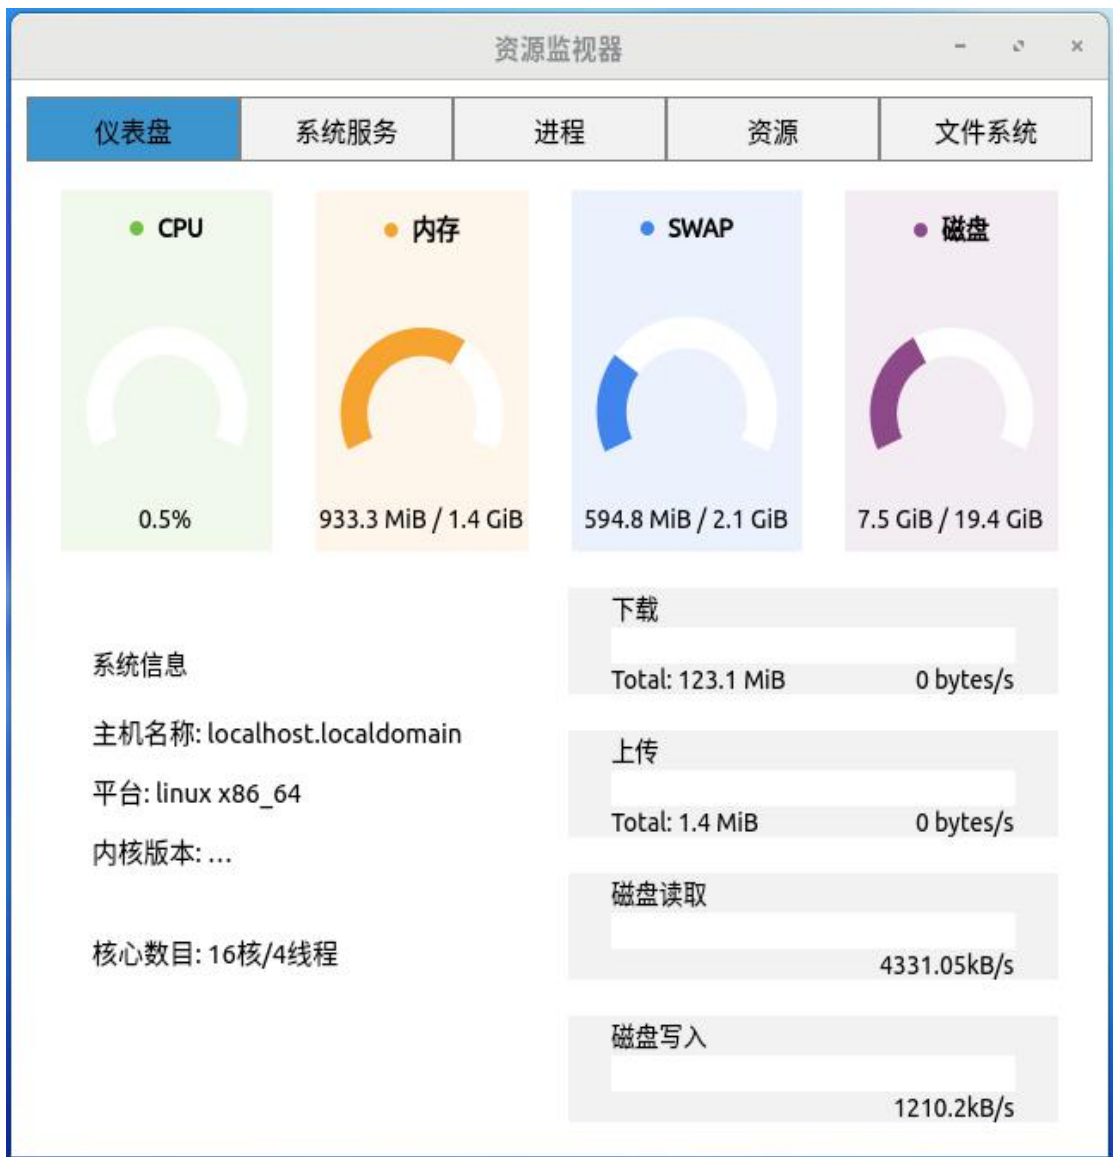 资源监视器
仪表盘 系统服务 进程 资源 文件系统
CPU 内存 SWAP 磁盘
0.5% 933.3 MiB / 1.4 GiB 594.8 MiB / 2.1 GiB 7.5 GiB / 19.4 GiB
系统信息
主机名称: localhost.localdomain
平台: linux x86_64
内核版本: ...
核心数目: 16核/4线程
下载
Total: 123.1 MiB 0 bytes/s
上传
Total: 1.4 MiB 0 bytes/s
磁盘读取
4331.05kB/s
磁盘写入
1210.2kB/s